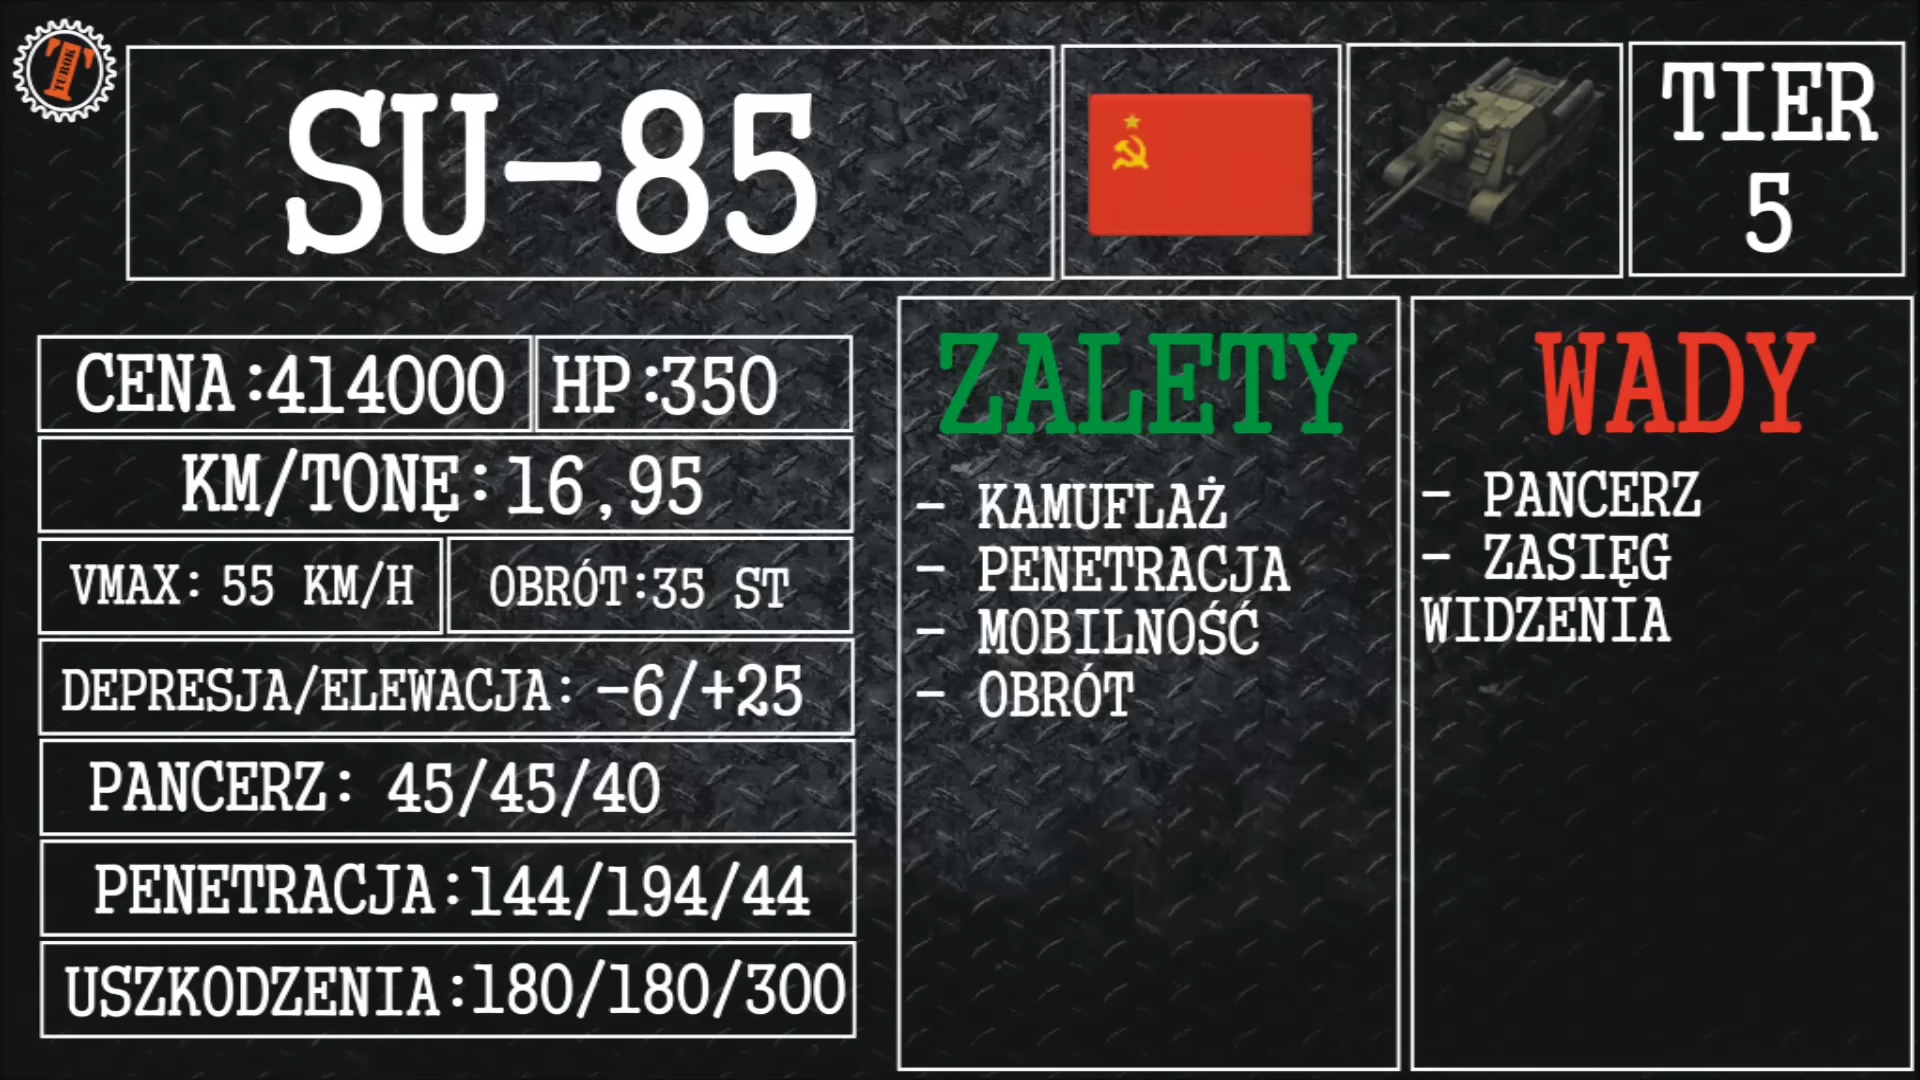 T
TUROK
SU-85
TIER
5
CENA:414000
HP:350
KM/TONĘ:16,95
VMAX: 55 KM/H
OBRÓT:35 ST
DEPRESJA/ELEWACJA: -6/+25
PANCERZ: 45/45/40
PENETRACJA:144/194/44
USZKODZENIA:180/180/300
ZALETY
- KAMUFLAŻ
- PENETRACJA
- MOBILNOŚĆ
- OBRÓT
WADY
- PANCERZ
- ZASIĘG
WIDZENIA